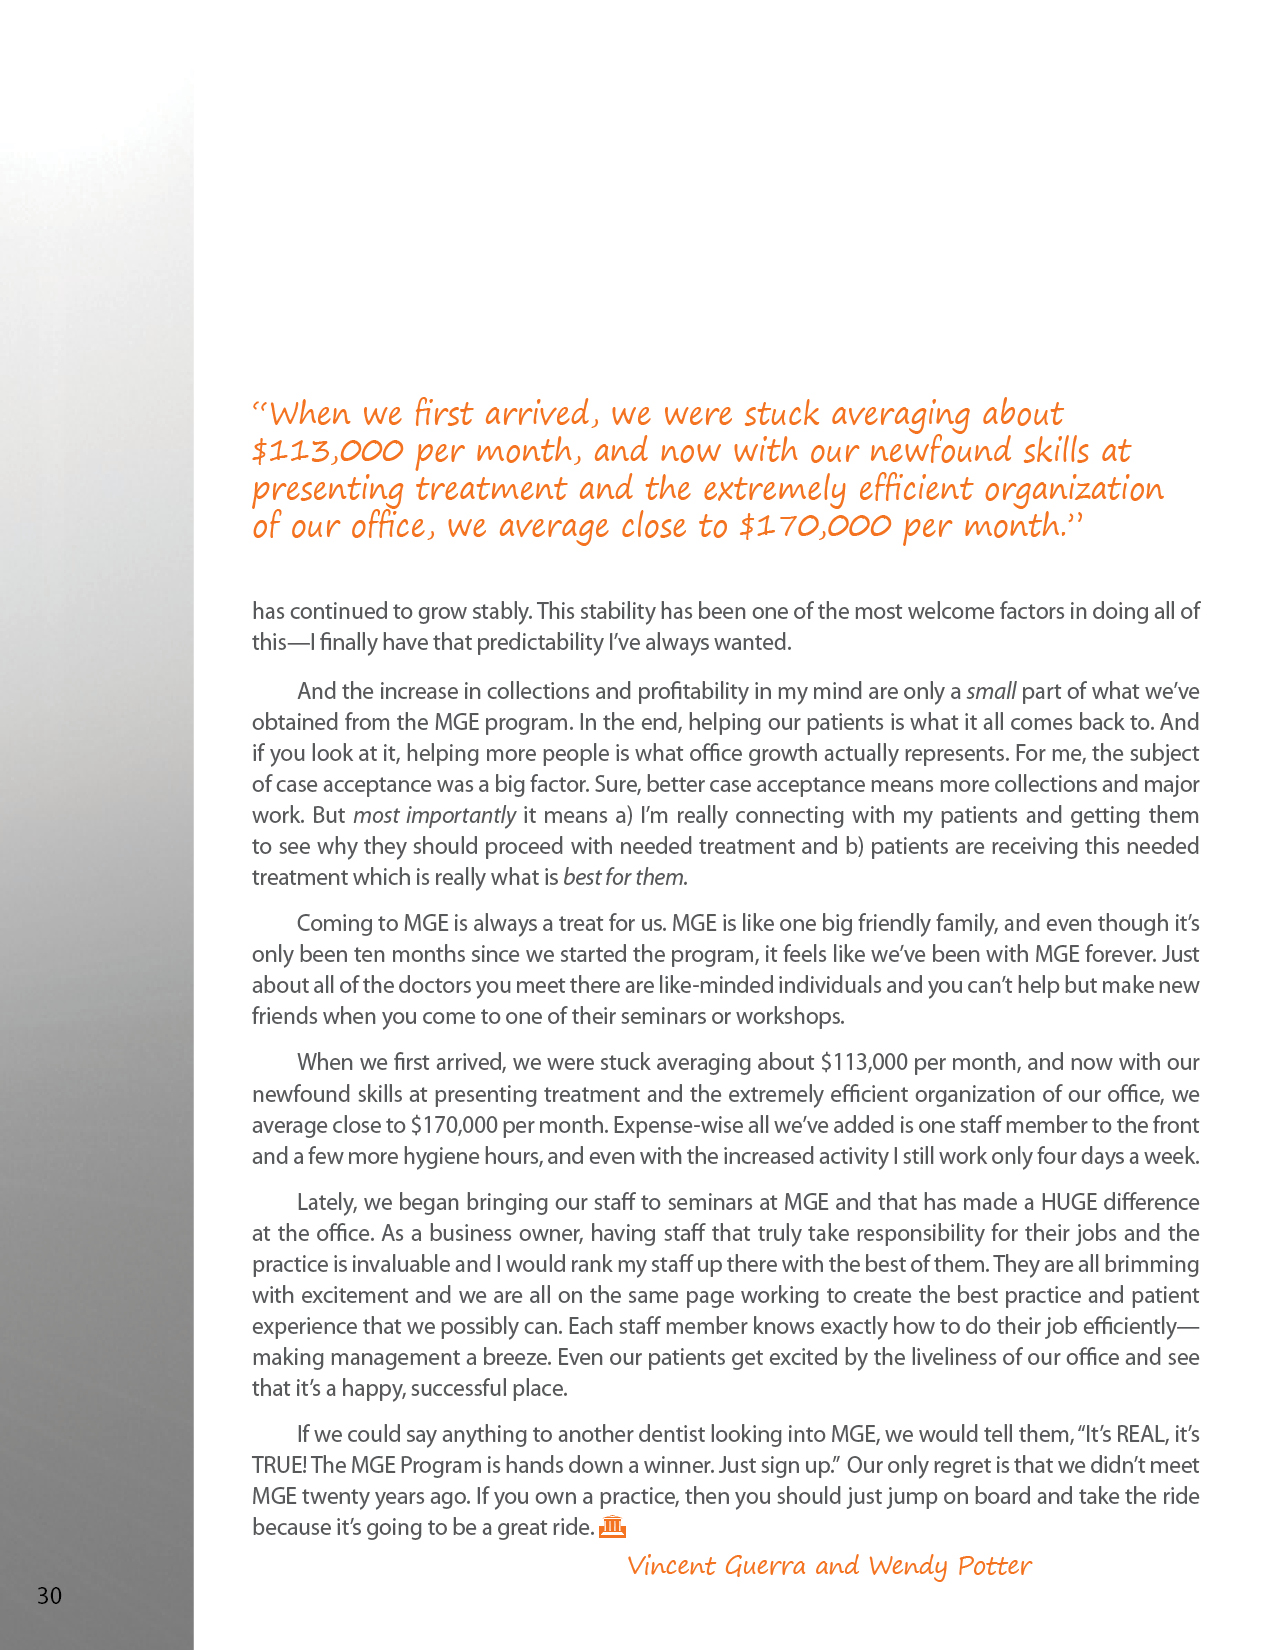 “When we first arrived, we were stuck averaging about
$113,000 per month, and now with our newfound skills at
presenting treatment and the extremely efficient organization
of our office, we average close to $170,000 per month.”
has continued to grow stably. This stability has been one of the most welcome factors in doing all of
this—I finally have that predictability I’ve always wanted.
And the increase in collections and profitability in my mind are only a small part of what we’ve
obtained from the MGE program. In the end, helping our patients is what it all comes back to. And
if you look at it, helping more people is what office growth actually represents. For me, the subject
of case acceptance was a big factor. Sure, better case acceptance means more collections and major
work. But most importantly it means a) I’m really connecting with my patients and getting them
to see why they should proceed with needed treatment and b) patients are receiving this needed
treatment which is really what is best for them.
Coming to MGE is always a treat for us. MGE is like one big friendly family, and even though it’s
only been ten months since we started the program, it feels like we’ve been with MGE forever. Just
about all of the doctors you meet there are like-minded individuals and you can’t help but make new
friends when you come to one of their seminars or workshops.
When we first arrived, we were stuck averaging about $113,000 per month, and now with our
newfound skills at presenting treatment and the extremely efficient organization of our office, we
average close to $170,000 per month. Expense-wise all we’ve added is one staff member to the front
and a few more hygiene hours, and even with the increased activity I still work only four days a week.
Lately, we began bringing our staff to seminars at MGE and that has made a HUGE difference
at the office. As a business owner, having staff that truly take responsibility for their jobs and the
practice is invaluable and I would rank my staff up there with the best of them. They are all brimming
with excitement and we are all on the same page working to create the best practice and patient
experience that we possibly can. Each staff member knows exactly how to do their job efficiently—
making management a breeze. Even our patients get excited by the liveliness of our office and see
that it’s a happy, successful place.
If we could say anything to another dentist looking into MGE, we would tell them, “It’s REAL, it’s
TRUE! The MGE Program is hands down a winner. Just sign up.” Our only regret is that we didn’t meet
MGE twenty years ago. If you own a practice, then you should just jump on board and take the ride
because it’s going to be a great ride.
Vincent Guerra and Wendy Potter
30